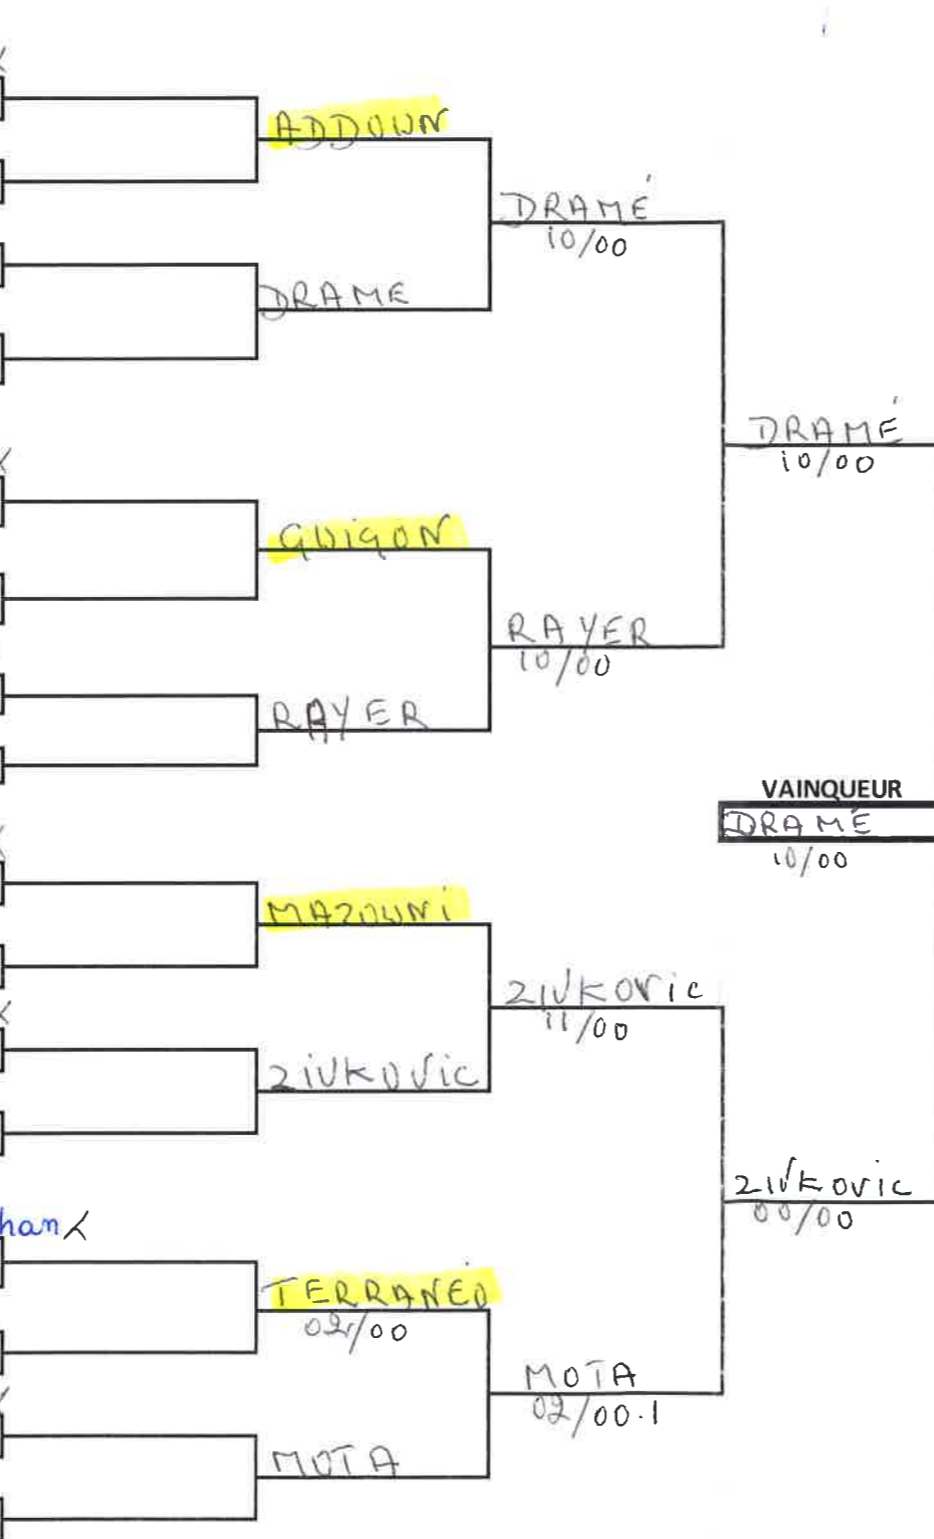 ADDOUN
DRAMÉ
10/00
DRAME
DRAMÉ
10/00
GUIGON
RAYER
10/00
RAYER
VAINQUEUR
DRAMÉ
10/00
MAZOUNI
ZIVKOVIC
11/00
ZIVKOVIC
ZIVKOVIC
00/00
han
TERRANÉO
02/00
MOTA
02/00.1
MOTA